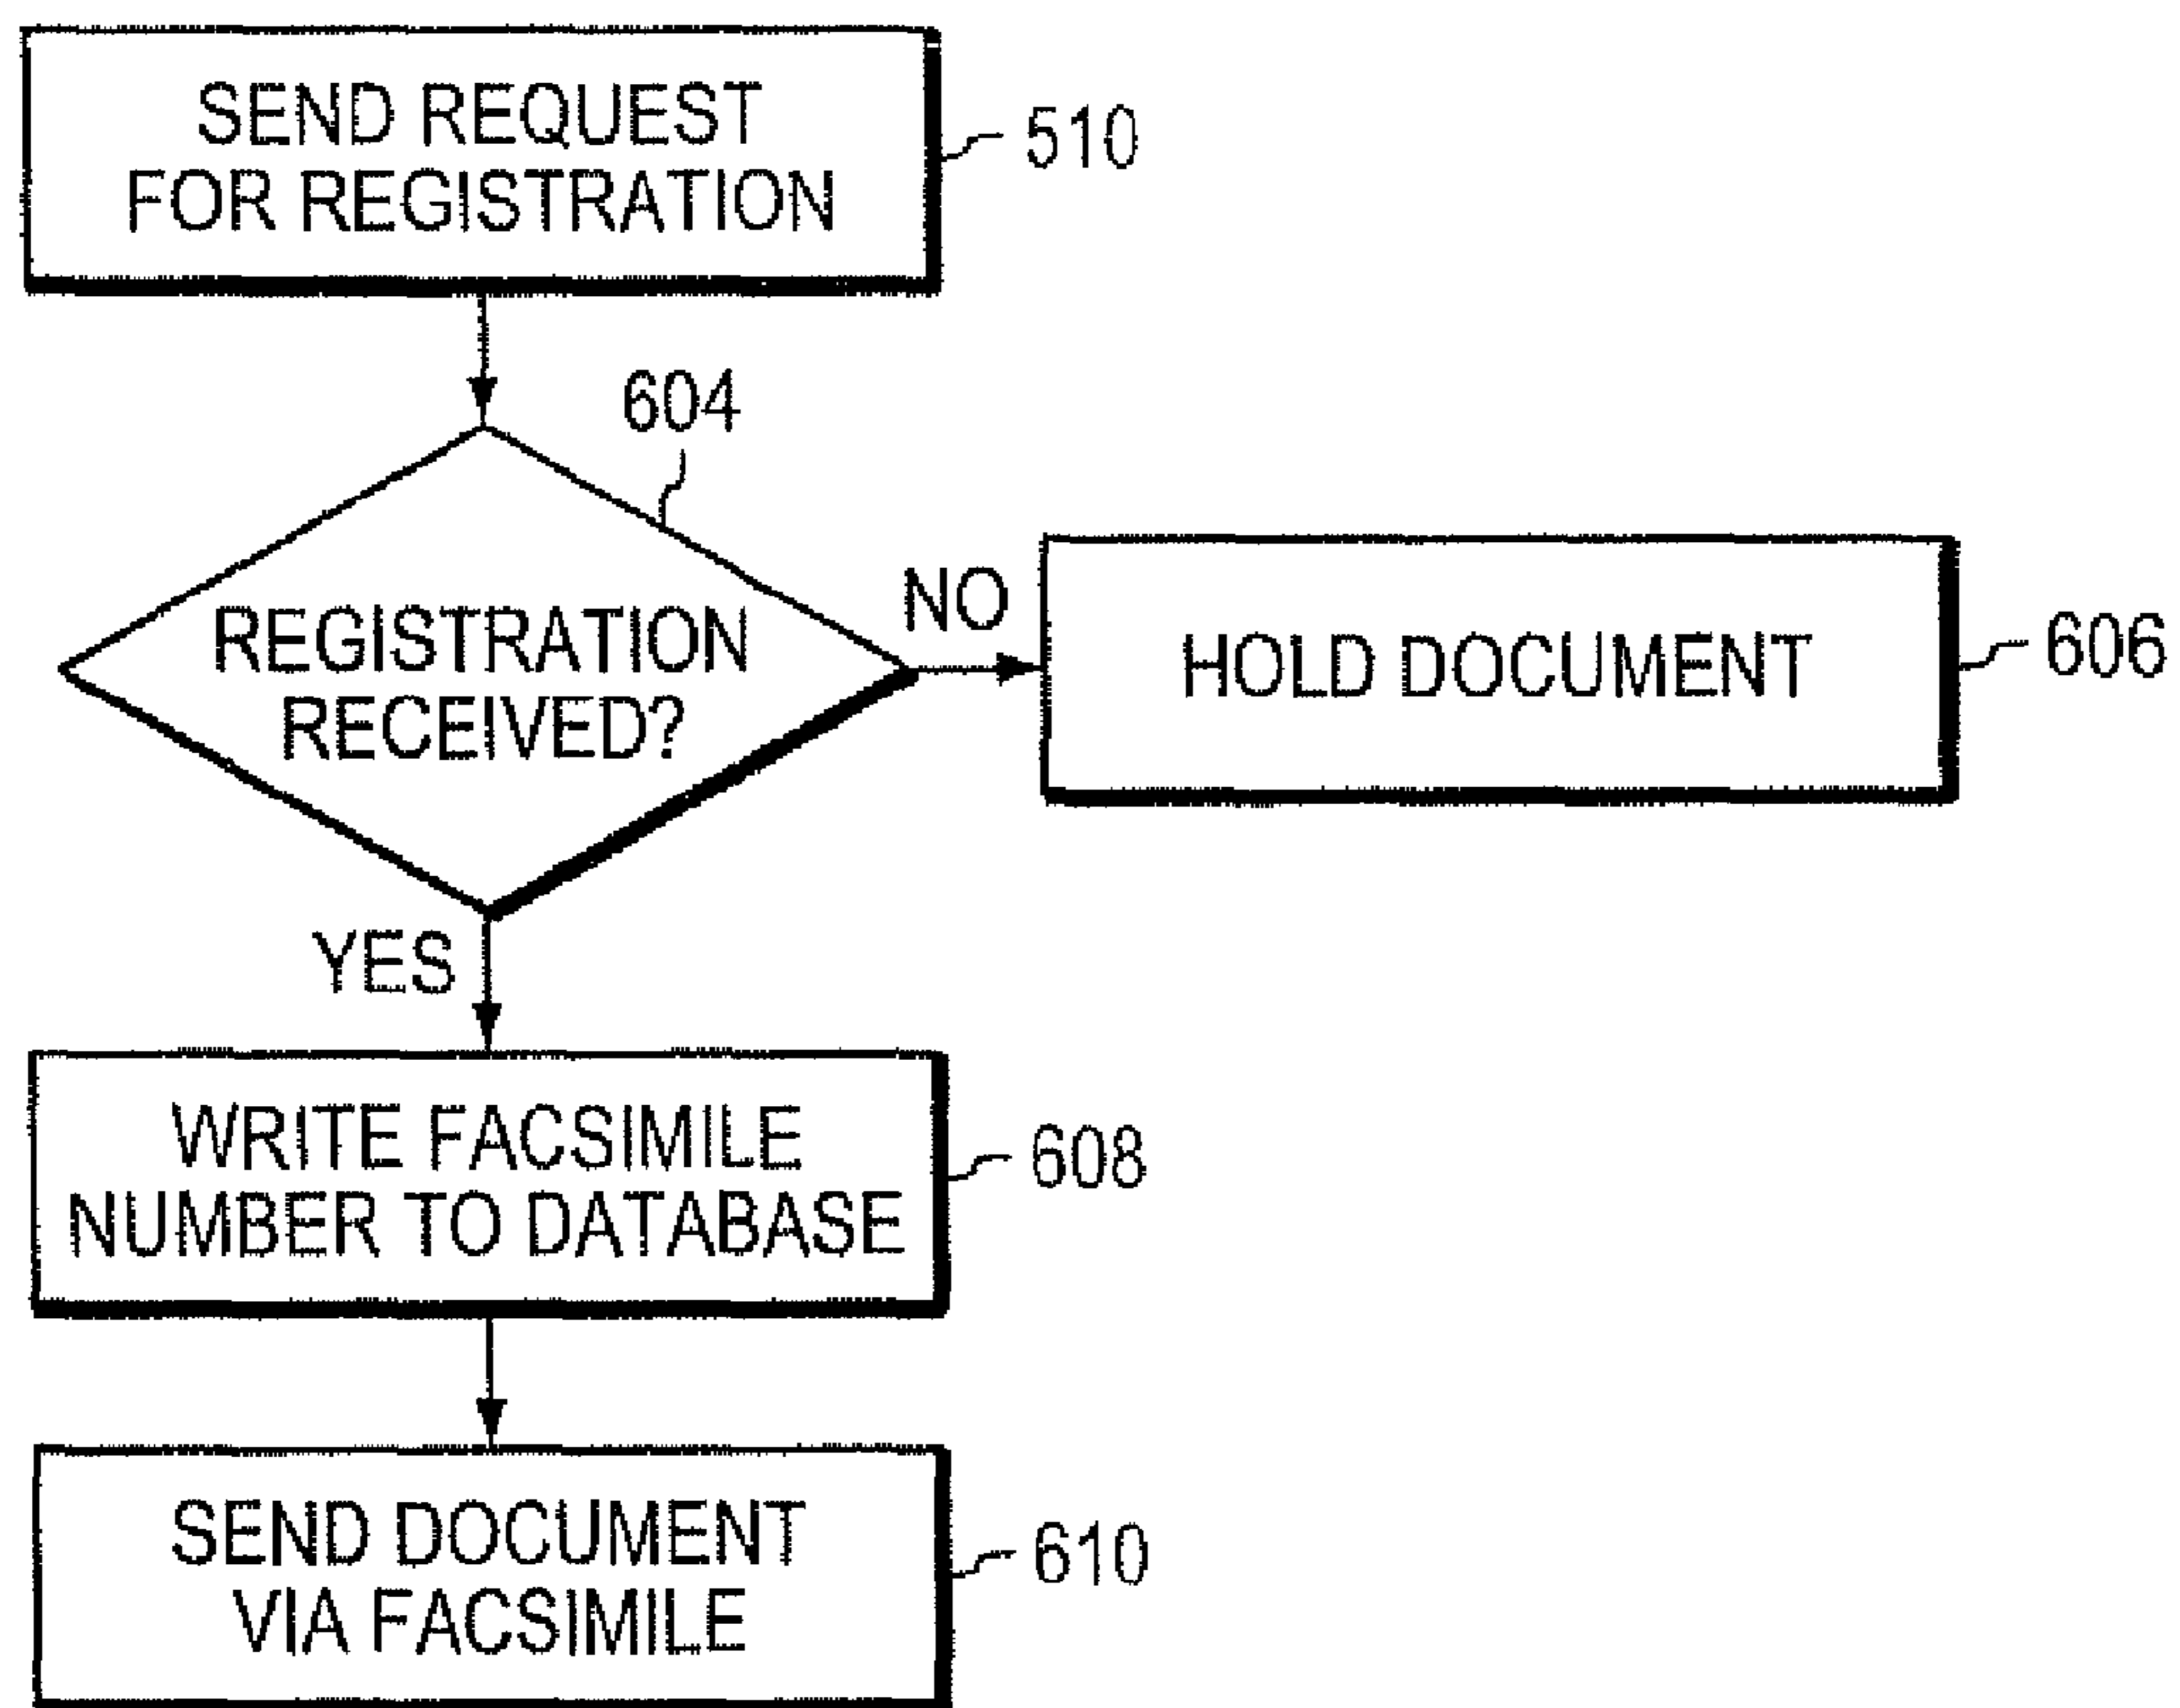 SEND REQUEST
FOR REGISTRATION
510
604
REGISTRATION
RECEIVED?
NO
HOLD DOCUMENT
606
YES
WRITE FACSIMILE
NUMBER TO DATABASE
608
SEND DOCUMENT
VIA FACSIMILE
610